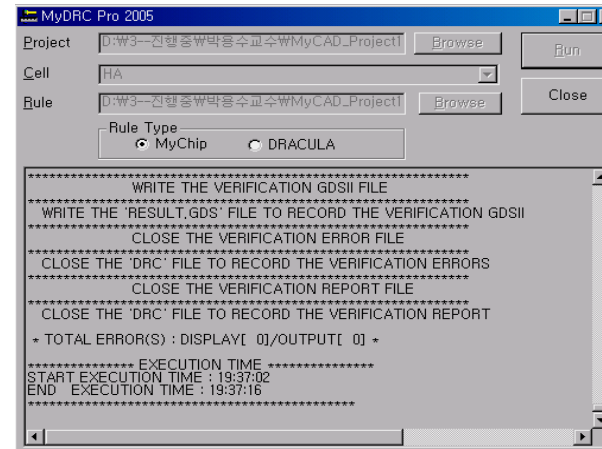 MyDRC Pro 2005
Project D:₩3--진행중₩박용수교수₩MyCAD_Project1 Browse Run
Cell HA
Rule D:₩3--진행중₩박용수교수₩MyCAD_Project1 Browse Close
Rule Type
MyChip DRACULA
****************************************************************
WRITE THE VERIFICATION GDSII FILE
****************************************************************
WRITE THE 'RESULT.GDS' FILE TO RECORD THE VERIFICATION GDSII
****************************************************************
CLOSE THE VERIFICATION ERROR FILE
****************************************************************
CLOSE THE 'DRC' FILE TO RECORD THE VERIFICATION ERRORS
****************************************************************
CLOSE THE VERIFICATION REPORT FILE
****************************************************************
CLOSE THE 'DRC' FILE TO RECORD THE VERIFICATION REPORT
* TOTAL ERROR(S) : DISPLAY[ 0]/OUTPUT[ 0] *
*************** EXECUTION TIME ***************
START EXECUTION TIME : 19:37:02
END EXECUTION TIME : 19:37:16
***********************************************